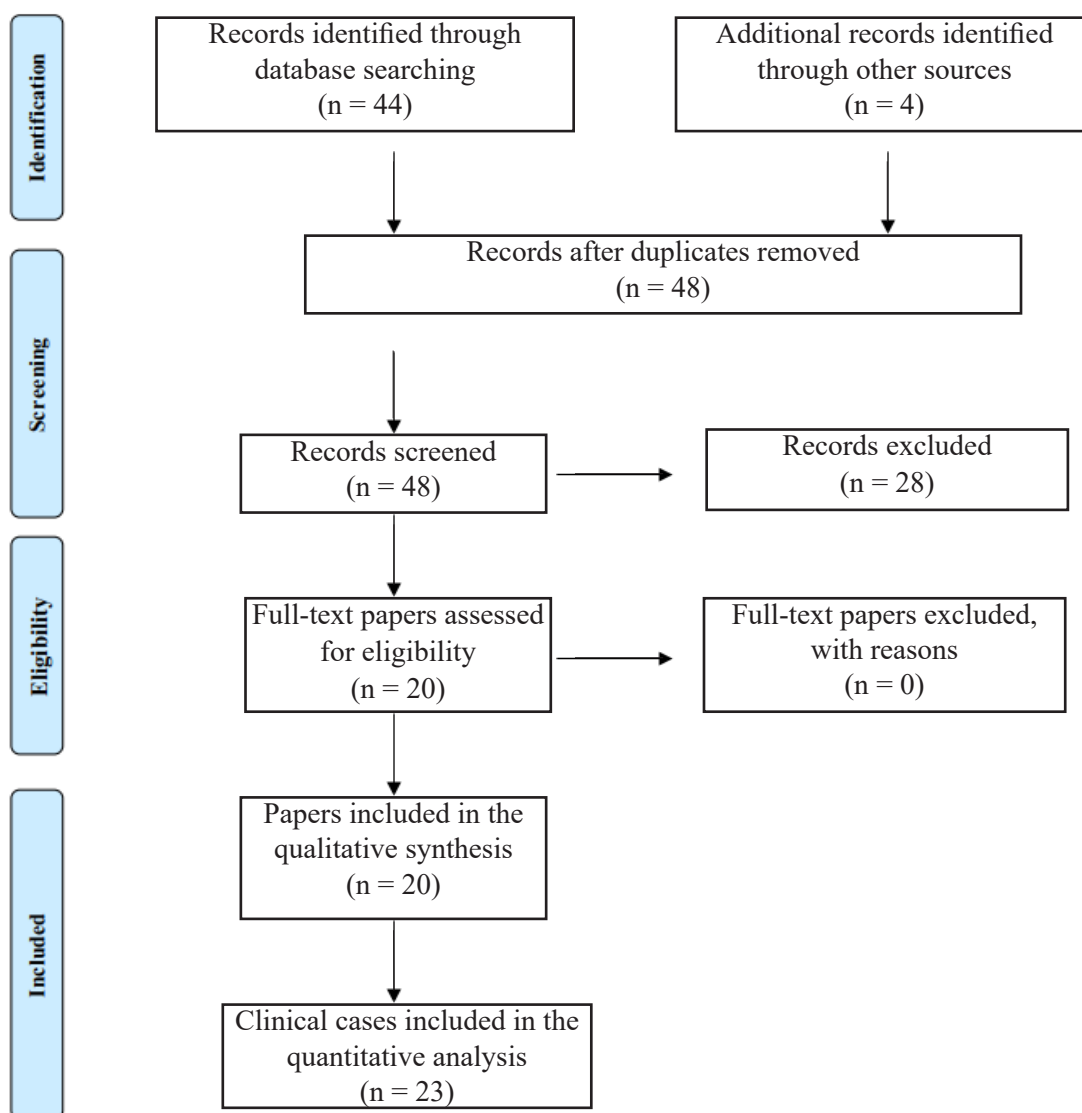 Identification
Records identified through
database searching
(n = 44)
Additional records identified
through other sources
(n = 4)
Records after duplicates removed
(n = 48)
Screening
Records screened
(n = 48)
Records excluded
(n = 28)
Eligibility
Full-text papers assessed
for eligibility
(n = 20)
Full-text papers excluded,
with reasons
(n = 0)
Included
Papers included in the
qualitative synthesis
(n = 20)
Clinical cases included in the
quantitative analysis
(n = 23)